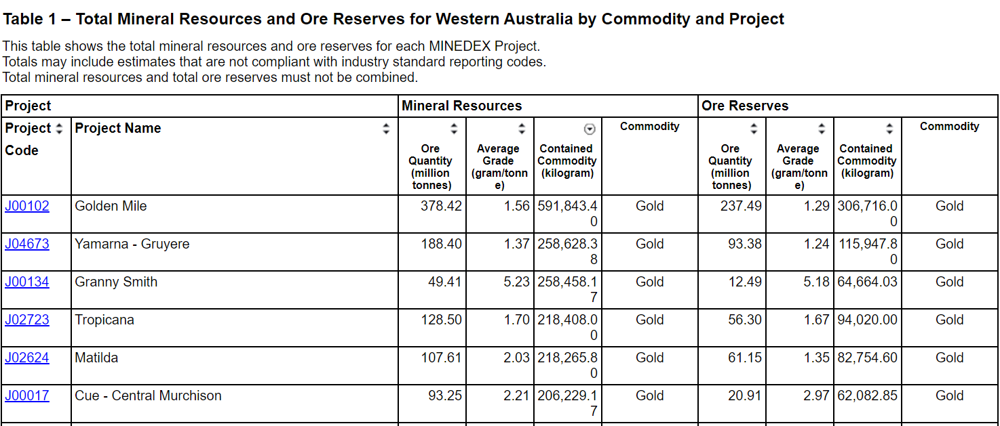 Table 1 – Total Mineral Resources and Ore Reserves for Western Australia by Commodity and Project
This table shows the total mineral resources and ore reserves for each MINEDEX Project.
Totals may include estimates that are not compliant with industry standard reporting codes.
Total mineral resources and total ore reserves must not be combined.
Project Mineral Resources Ore Reserves
Project Code Project Name Ore Quantity (million tonnes) Average Grade (gram/tonne) Contained Commodity (kilogram) Commodity Ore Quantity (million tonnes) Average Grade (gram/tonne) Contained Commodity (kilogram) Commodity
J00102 Golden Mile 378.42 1.56 591,843.40 Gold 237.49 1.29 306,716.00 Gold
J04673 Yamarna - Gruyere 188.40 1.37 258,628.38 Gold 93.38 1.24 115,947.80 Gold
J00134 Granny Smith 49.41 5.23 258,458.17 Gold 12.49 5.18 64,664.03 Gold
J02723 Tropicana 128.50 1.70 218,408.00 Gold 56.30 1.67 94,020.00 Gold
J02624 Matilda 107.61 2.03 218,265.80 Gold 61.15 1.35 82,754.60 Gold
J00017 Cue - Central Murchison 93.25 2.21 206,229.17 Gold 20.91 2.97 62,082.85 Gold